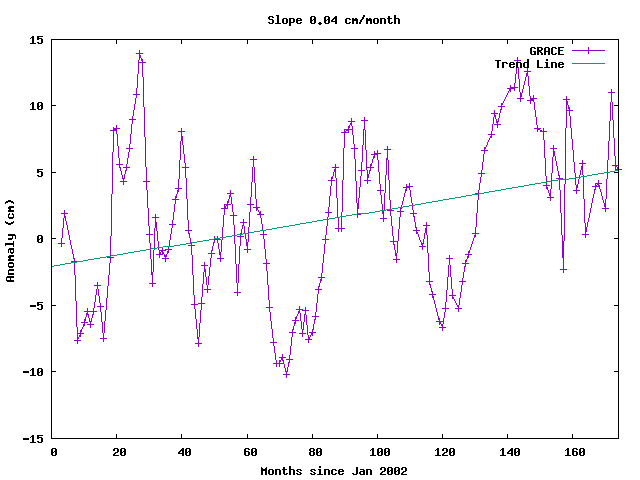 Slope 0.04 cm/month
GRACE
Trend Line
15
10
5
0
-5
-10
-15
Anomaly (cm)
0 20 40 60 80 100 120 140 160
Months since Jan 2002